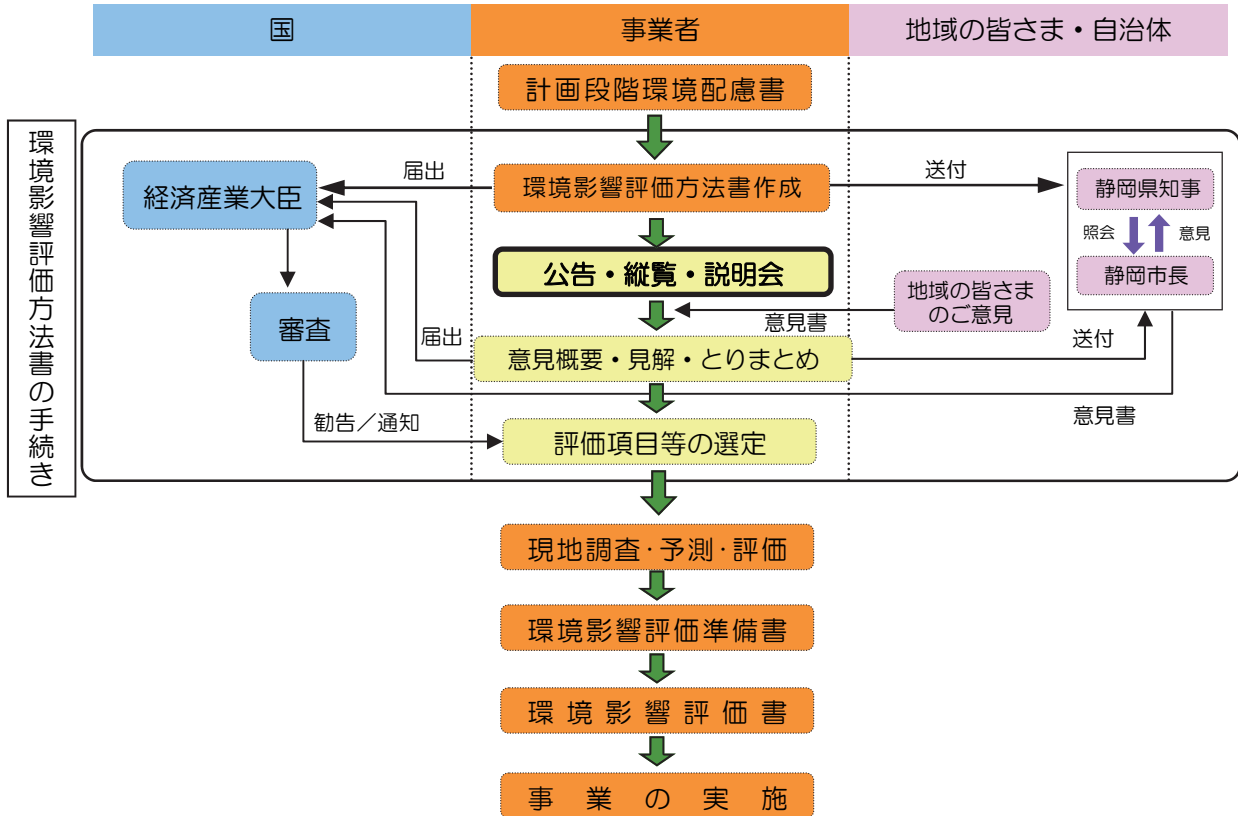 国
事業者
地域の皆さま・自治体
計画段階環境配慮書
環境影響評価方法書の手続き
経済産業大臣
届出
環境影響評価方法書作成
送付
静岡県知事
照会
意見
静岡市長
公告・縦覧・説明会
地域の皆さま
のご意見
意見書
審査
届出
意見概要・見解・とりまとめ
送付
意見書
勧告／通知
評価項目等の選定
現地調査・予測・評価
環境影響評価準備書
環境影響評価書
事業の実施